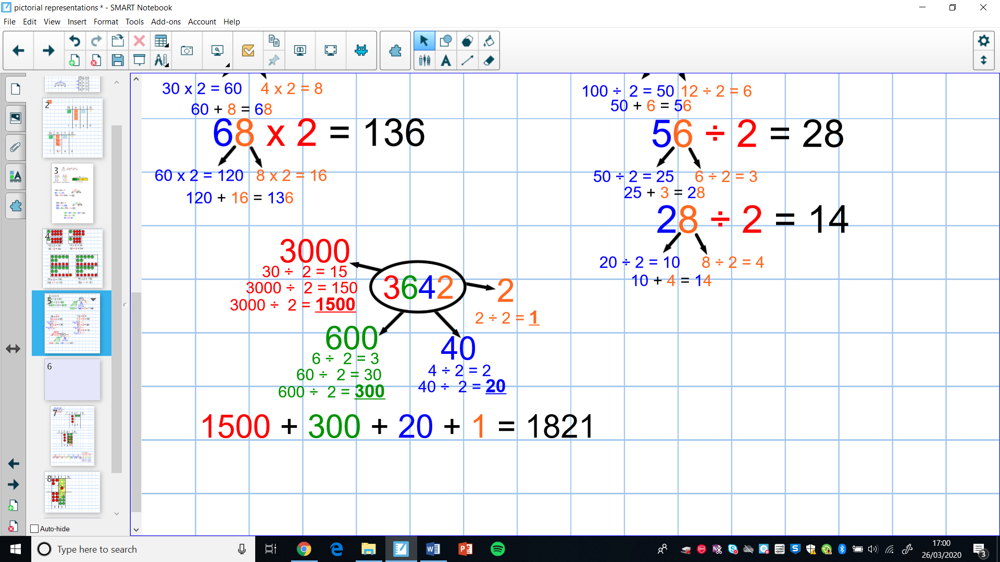 pictorial representations * - SMART Notebook
File Edit View Insert Format Tools Add-ons Account Help
30 x 2 = 60 4 x 2 = 8
60 + 8 = 68
68 x 2 = 136
60 x 2 = 120 8 x 2 = 16
120 + 16 = 136
100 ÷ 2 = 50 12 ÷ 2 = 6
50 + 6 = 56
56 ÷ 2 = 28
50 ÷ 2 = 25 6 ÷ 2 = 3
25 + 3 = 28
28 ÷ 2 = 14
20 ÷ 2 = 10 8 ÷ 2 = 4
10 + 4 = 14
3642
3000
30 ÷ 2 = 15
3000 ÷ 2 = 150
3000 ÷ 2 = 1500
2
2 ÷ 2 = 1
600
6 ÷ 2 = 3
60 ÷ 2 = 30
600 ÷ 2 = 300
40
4 ÷ 2 = 2
40 ÷ 2 = 20
1500 + 300 + 20 + 1 = 1821
2
3
4
5
6
7
8
Auto-hide
Type here to search
17:00
26/03/2020
3